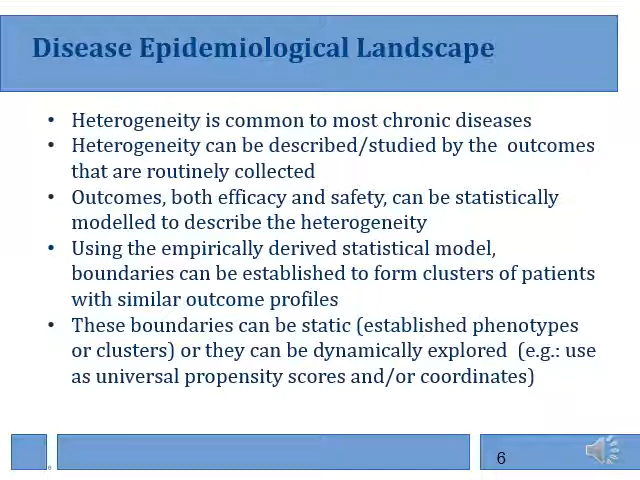 Disease Epidemiological Landscape
• Heterogeneity is common to most chronic diseases
• Heterogeneity can be described/studied by the outcomes
that are routinely collected
• Outcomes, both efficacy and safety, can be statistically
modelled to describe the heterogeneity
• Using the empirically derived statistical model,
boundaries can be established to form clusters of patients
with similar outcome profiles
• These boundaries can be static (established phenotypes
or clusters) or they can be dynamically explored (e.g.: use
as universal propensity scores and/or coordinates)
6